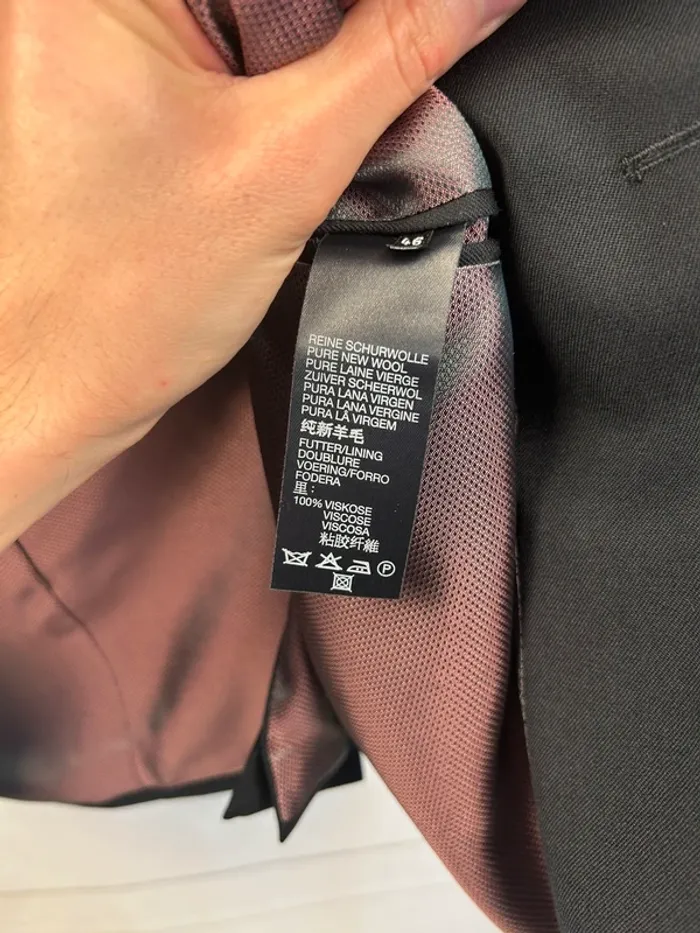 46
REINE SCHURWOLLE
PURE NEW WOOL
PURE LAINE VIERGE
ZUIVER SCHEERWOL
PURA LANA VIRGEN
PURA LANA VERGINE
PURA LÃ VIRGEM
纯新羊毛
FUTTER/LINING
DOUBLURE
VOERING/FORRO
FODERA
里:
100% VISKOSE
VISCOSE
VISCOSA
粘胶纤維
P